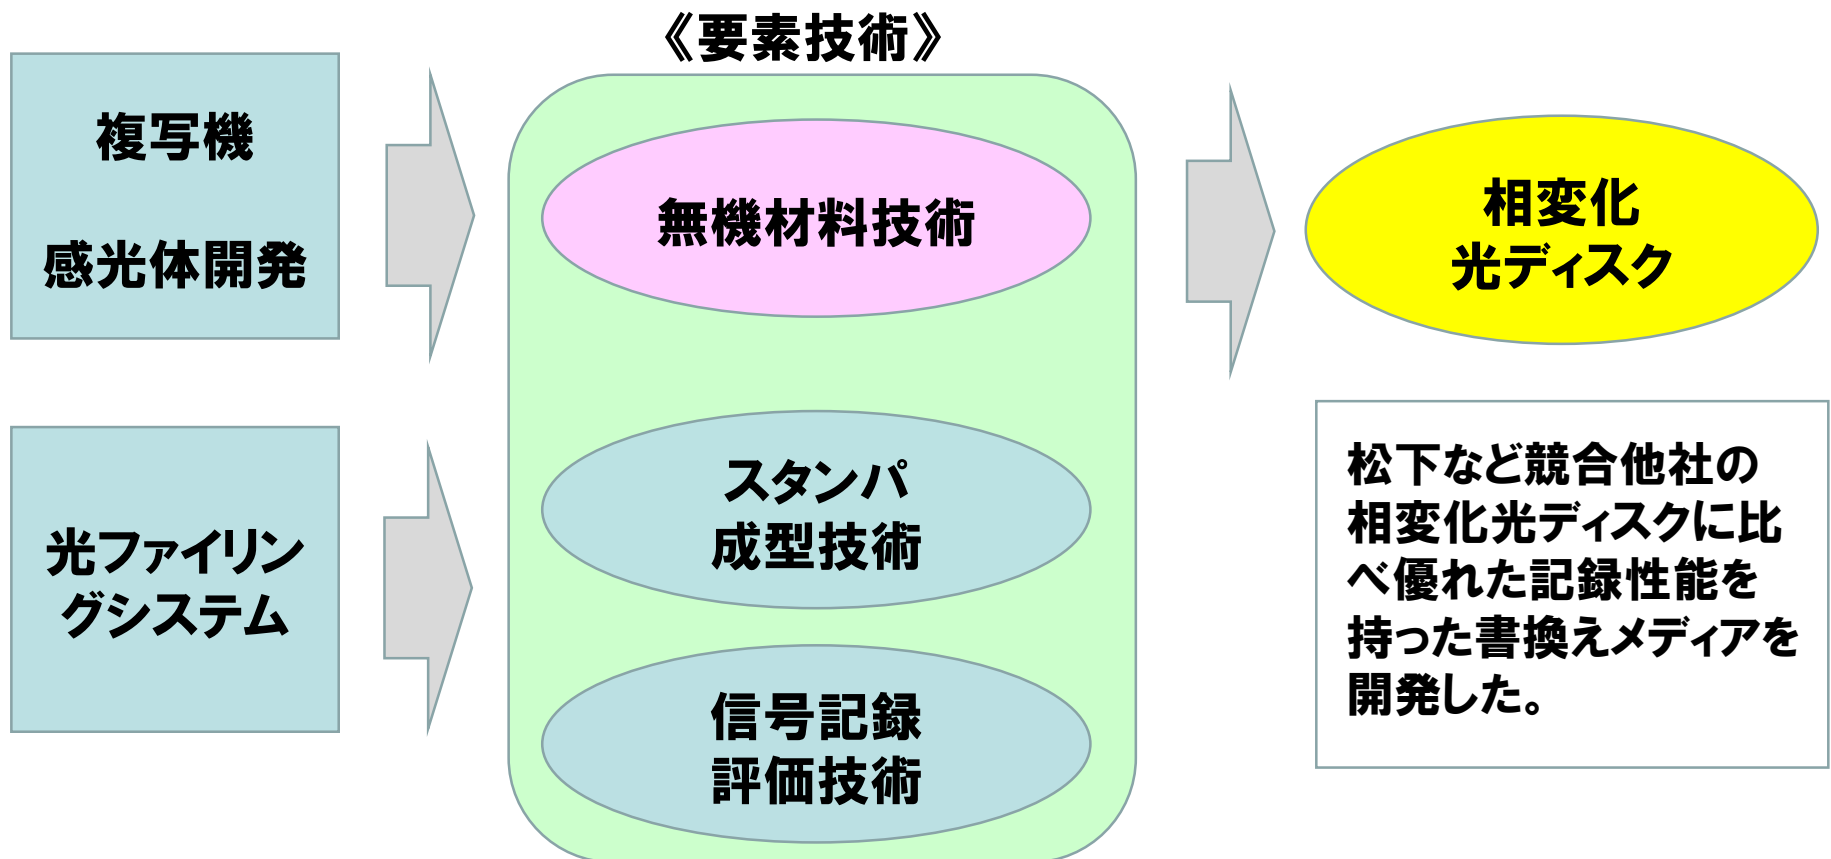 《要素技術》
複写機
感光体開発
無機材料技術
相変化
光ディスク
光ファイリン
グシステム
スタンパ
成型技術
信号記録
評価技術
松下など競合他社の
相変化光ディスクに比
べ優れた記録性能を
持った書換えメディアを
開発した。